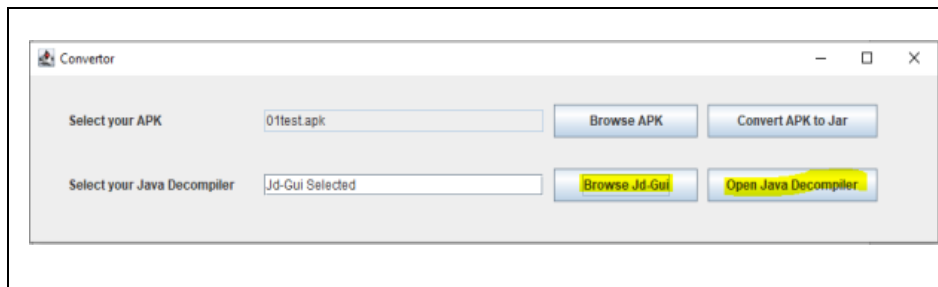 Convertor
Select your APK 01test.apk Browse APK Convert APK to Jar
Select your Java Decompiler Jd-Gui Selected Browse Jd-Gui Open Java Decompiler